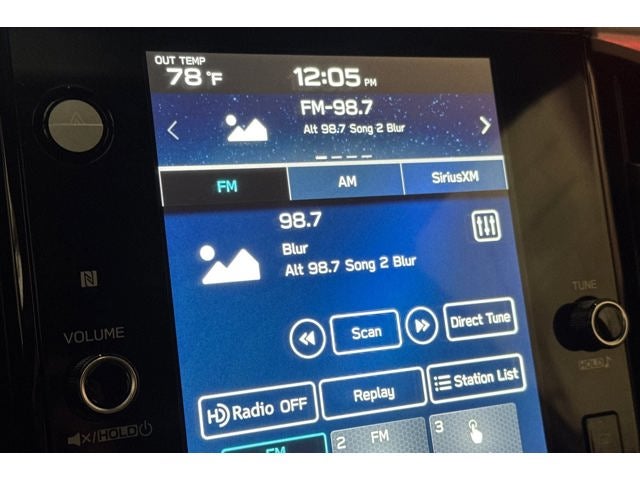 OUT TEMP
78 °F
12:05 PM
FM-98.7
Alt 98.7 Song 2 Blur
FM
AM
SiriusXM
98.7
Blur
Alt 98.7 Song 2 Blur
Scan
Direct Tune
HD Radio OFF
Replay
Station List
FM
2
FM
3
N
VOLUME
HOLD
TUNE
HOLD